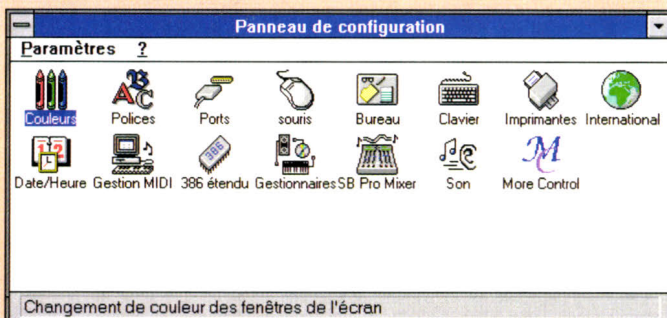 Panneau de configuration
Paramètres ?
Couleurs Polices Ports souris Bureau Clavier Imprimantes International
386
Date/Heure Gestion MIDI 386 étendu Gestionnaires SB Pro Mixer Son More Control
Changement de couleur des fenêtres de l'écran